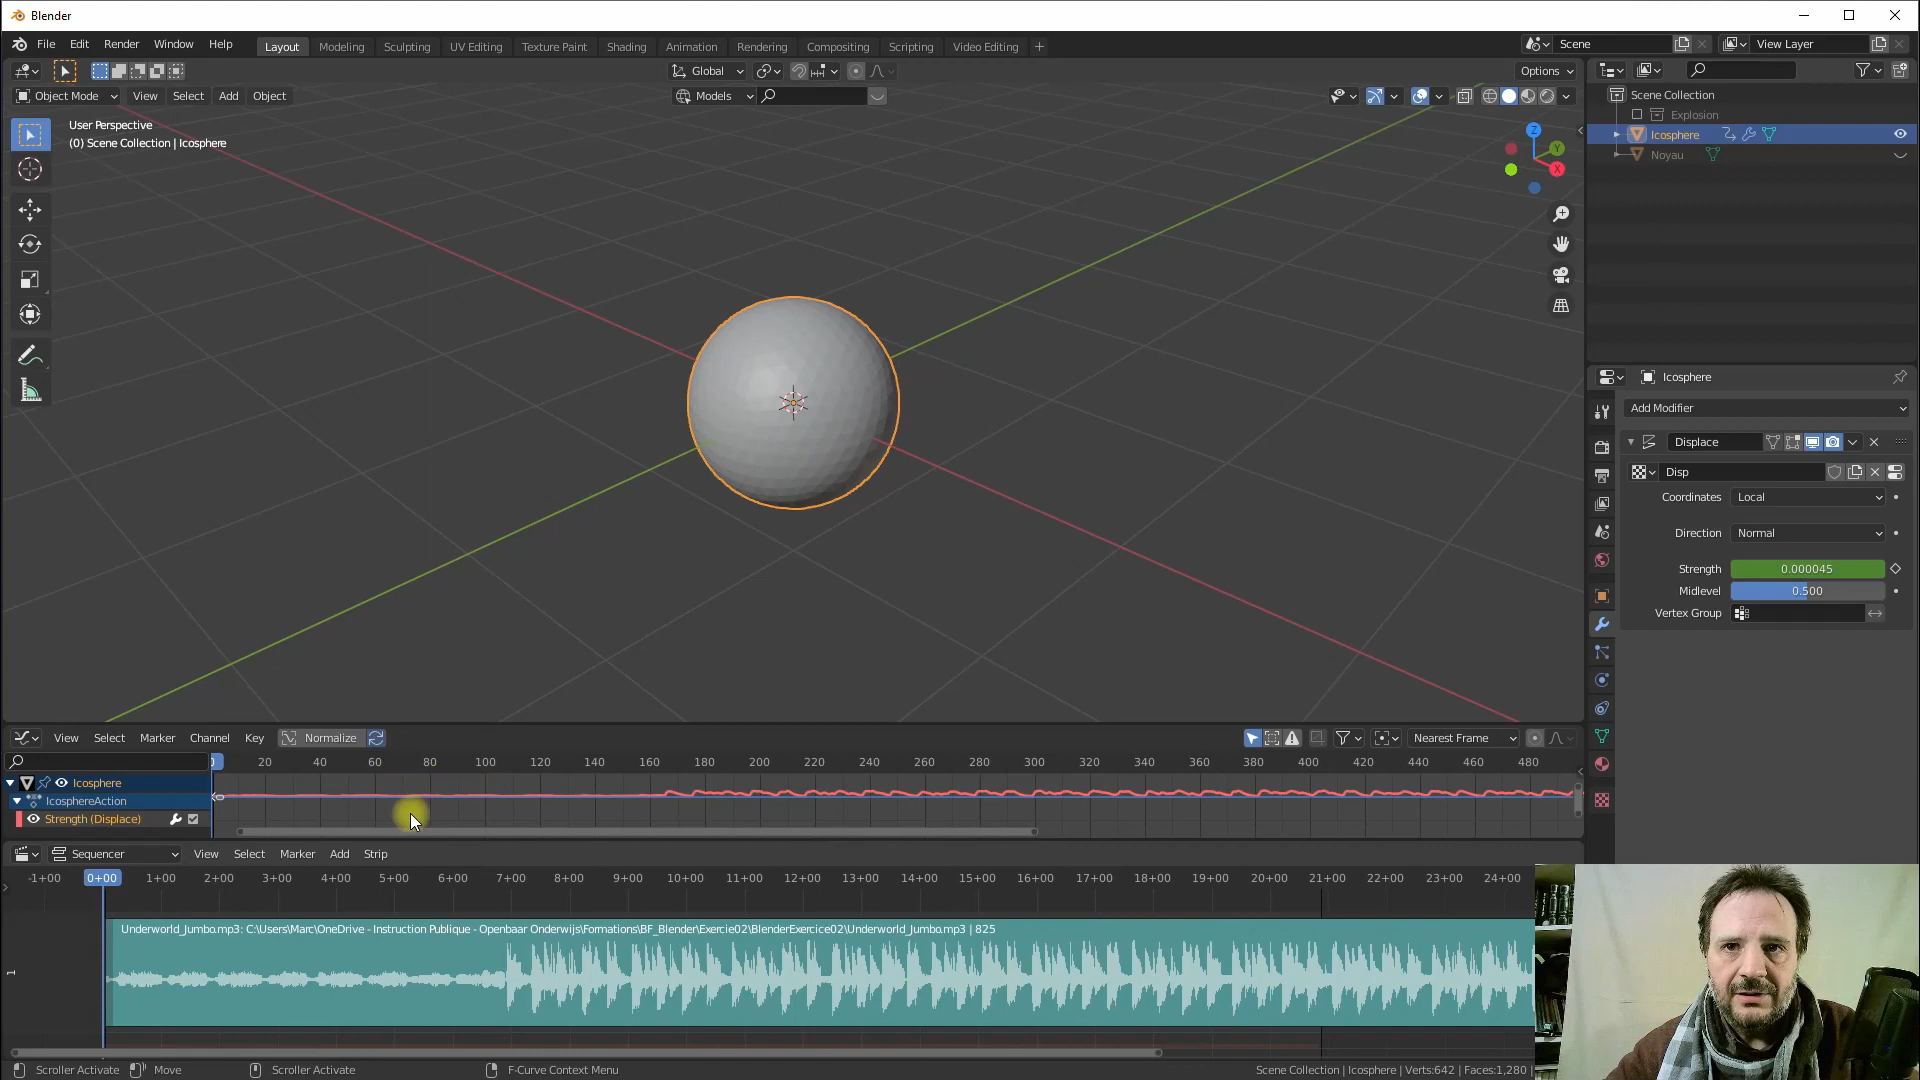 Blender
File Edit Render Window Help
Layout Modeling Sculpting UV Editing Texture Paint Shading Animation Rendering Compositing Scripting Video Editing +
Scene
View Layer
Global
Options
Object Mode View Select Add Object
Models
User Perspective
(0) Scene Collection | Icosphere
Z
Y
X
Scene Collection
Explosion
Icosphere
Noyau
Icosphere
Add Modifier
Displace
Disp
Coordinates Local
Direction Normal
Strength 0.000045
Midlevel 0.500
Vertex Group
View Select Marker Channel Key Normalize
Nearest Frame
0 20 40 60 80 100 120 140 160 180 200 220 240 260 280 300 320 340 360 380 400 420 440 460 480
Icosphere
IcosphereAction
Strength (Displace)
Sequencer View Select Marker Add Strip
-1+00 0+00 1+00 2+00 3+00 4+00 5+00 6+00 7+00 8+00 9+00 10+00 11+00 12+00 13+00 14+00 15+00 16+00 17+00 18+00 19+00 20+00 21+00 22+00 23+00 24+00
Underworld_Jumbo.mp3: C:\Users\Marc\OneDrive - Instruction Publique - Openbaar Onderwijs\Formations\BF_Blender\Exercie02\BlenderExercice02\Underworld_Jumbo.mp3 | 825
1
Scroller Activate Move Scroller Activate F-Curve Context Menu
Scene Collection | Icosphere | Verts:642 | Faces:1,280 |